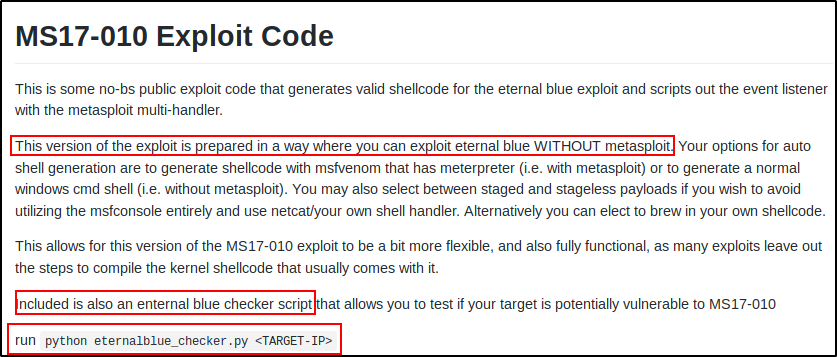 MS17-010 Exploit Code
This is some no-bs public exploit code that generates valid shellcode for the eternal blue exploit and scripts out the event listener
with the metasploit multi-handler.
This version of the exploit is prepared in a way where you can exploit eternal blue WITHOUT metasploit. Your options for auto
shell generation are to generate shellcode with msfvenom that has meterpreter (i.e. with metasploit) or to generate a normal
windows cmd shell (i.e. without metasploit). You may also select between staged and stageless payloads if you wish to avoid
utilizing the msfconsole entirely and use netcat/your own shell handler. Alternatively you can elect to brew in your own shellcode.
This allows for this version of the MS17-010 exploit to be a bit more flexible, and also fully functional, as many exploits leave out
the steps to compile the kernel shellcode that usually comes with it.
Included is also an enternal blue checker script that allows you to test if your target is potentially vulnerable to MS17-010
run python eternalblue_checker.py <TARGET-IP>